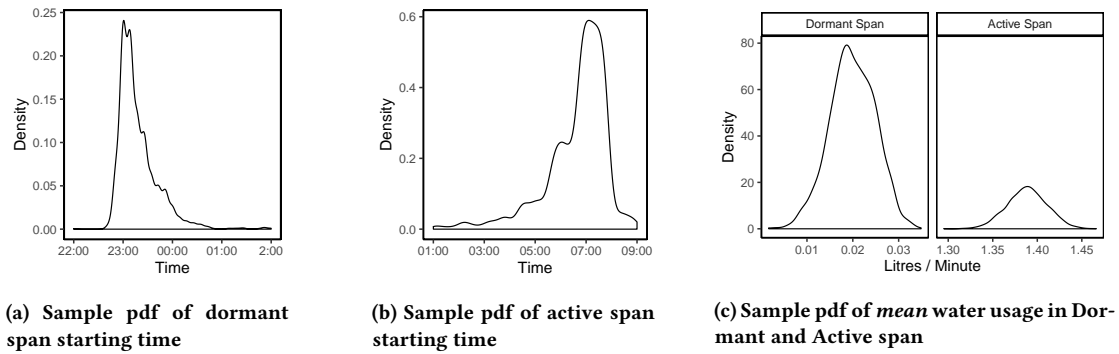 0.25
0.20
0.15
0.10
0.05
0.00
Density
22:00 23:00 00:00 01:00 2:00
Time
(a) Sample pdf of dormant
span starting time
0.6
0.4
0.2
0.0
Density
01:00 03:00 05:00 07:00 09:00
Time
(b) Sample pdf of active span
starting time
Dormant Span Active Span
80
60
40
20
0
Density
0.01 0.02 0.03 1.30 1.35 1.40 1.45
Litres / Minute
(c) Sample pdf of mean water usage in Dor-
mant and Active span